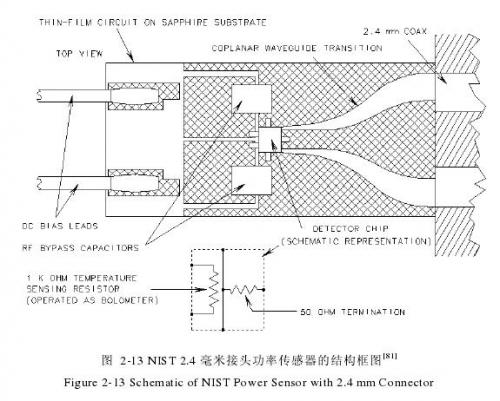 THIN-FILM CIRCUIT ON SAPPHIRE SUBSTRATE
TOP VIEW
2.4 mm COAX
COPLANAR WAVEGUIDE TRANSITION
DC BIAS LEADS
RF BYPASS CAPACITORS
DETECTOR CHIP
(SCHEMATIC REPRESENTATION)
1 K OHM TEMPERATURE
SENSING RESISTOR
(OPERATED AS BOLOMETER)
50 OHM TERMINATION
图 2-13 NIST 2.4 毫米接头功率传感器的结构框图[81]
Figure 2-13 Schematic of NIST Power Sensor with 2.4 mm Connector